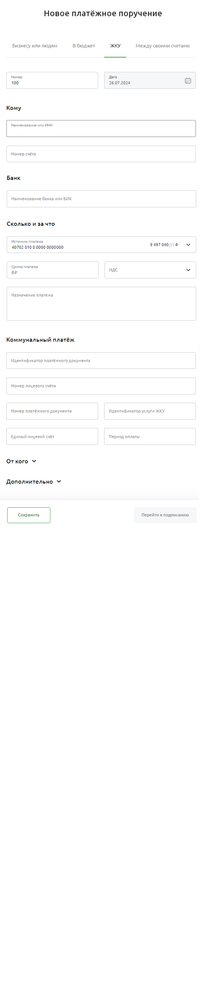 Новое платёжное поручение
Бизнесу или людям В бюджет ЖКУ Между своими счетами
Номер Дата
100 26.07.2024
Кому
Наименование или ИНН
Номер счёта
Банк
Наименование банка или БИК
Сколько и за что
Источник платежа
40702 810 0 0000 0000000 9 497 040,55 ₽
Сумма платежа
0 ₽ НДС
Назначение платежа
Коммунальный платёж
Идентификатор платёжного документа
Номер лицевого счёта
Номер платёжного документа Идентификатор услуги ЖКУ
Единый лицевой счёт Период оплаты
От кого
Дополнительно
Сохранить Перейти к подписанию